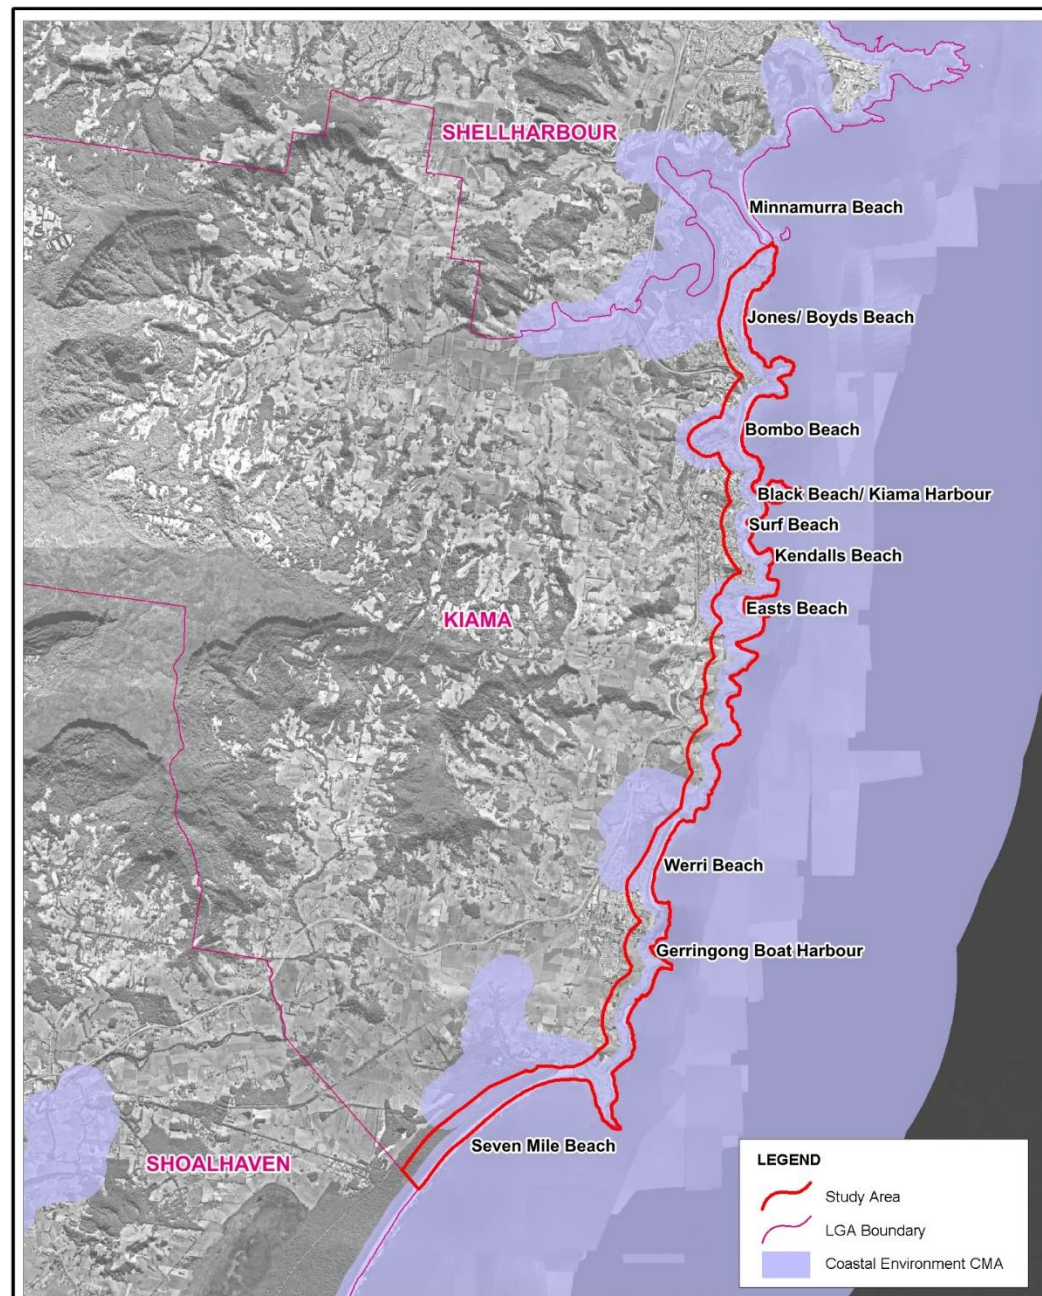 SHELLHARBOUR
Minnamurra Beach
Jones/ Boyds Beach
Bombo Beach
Black Beach/ Kiama Harbour
Surf Beach
Kendalls Beach
Easts Beach
KIAMA
Werri Beach
Gerringong Boat Harbour
Seven Mile Beach
SHOALHAVEN
LEGEND
Study Area
LGA Boundary
Coastal Environment CMA